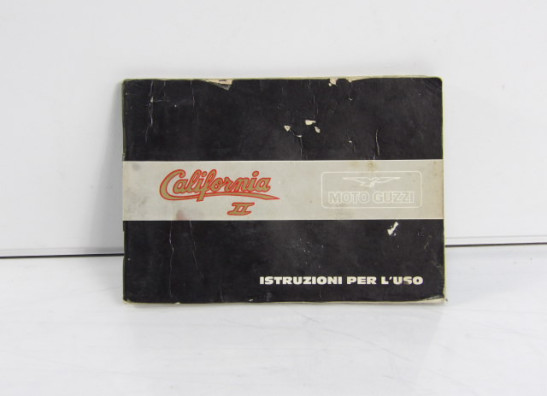 California
II
MOTO GUZZI
ISTRUZIONI PER L'USO